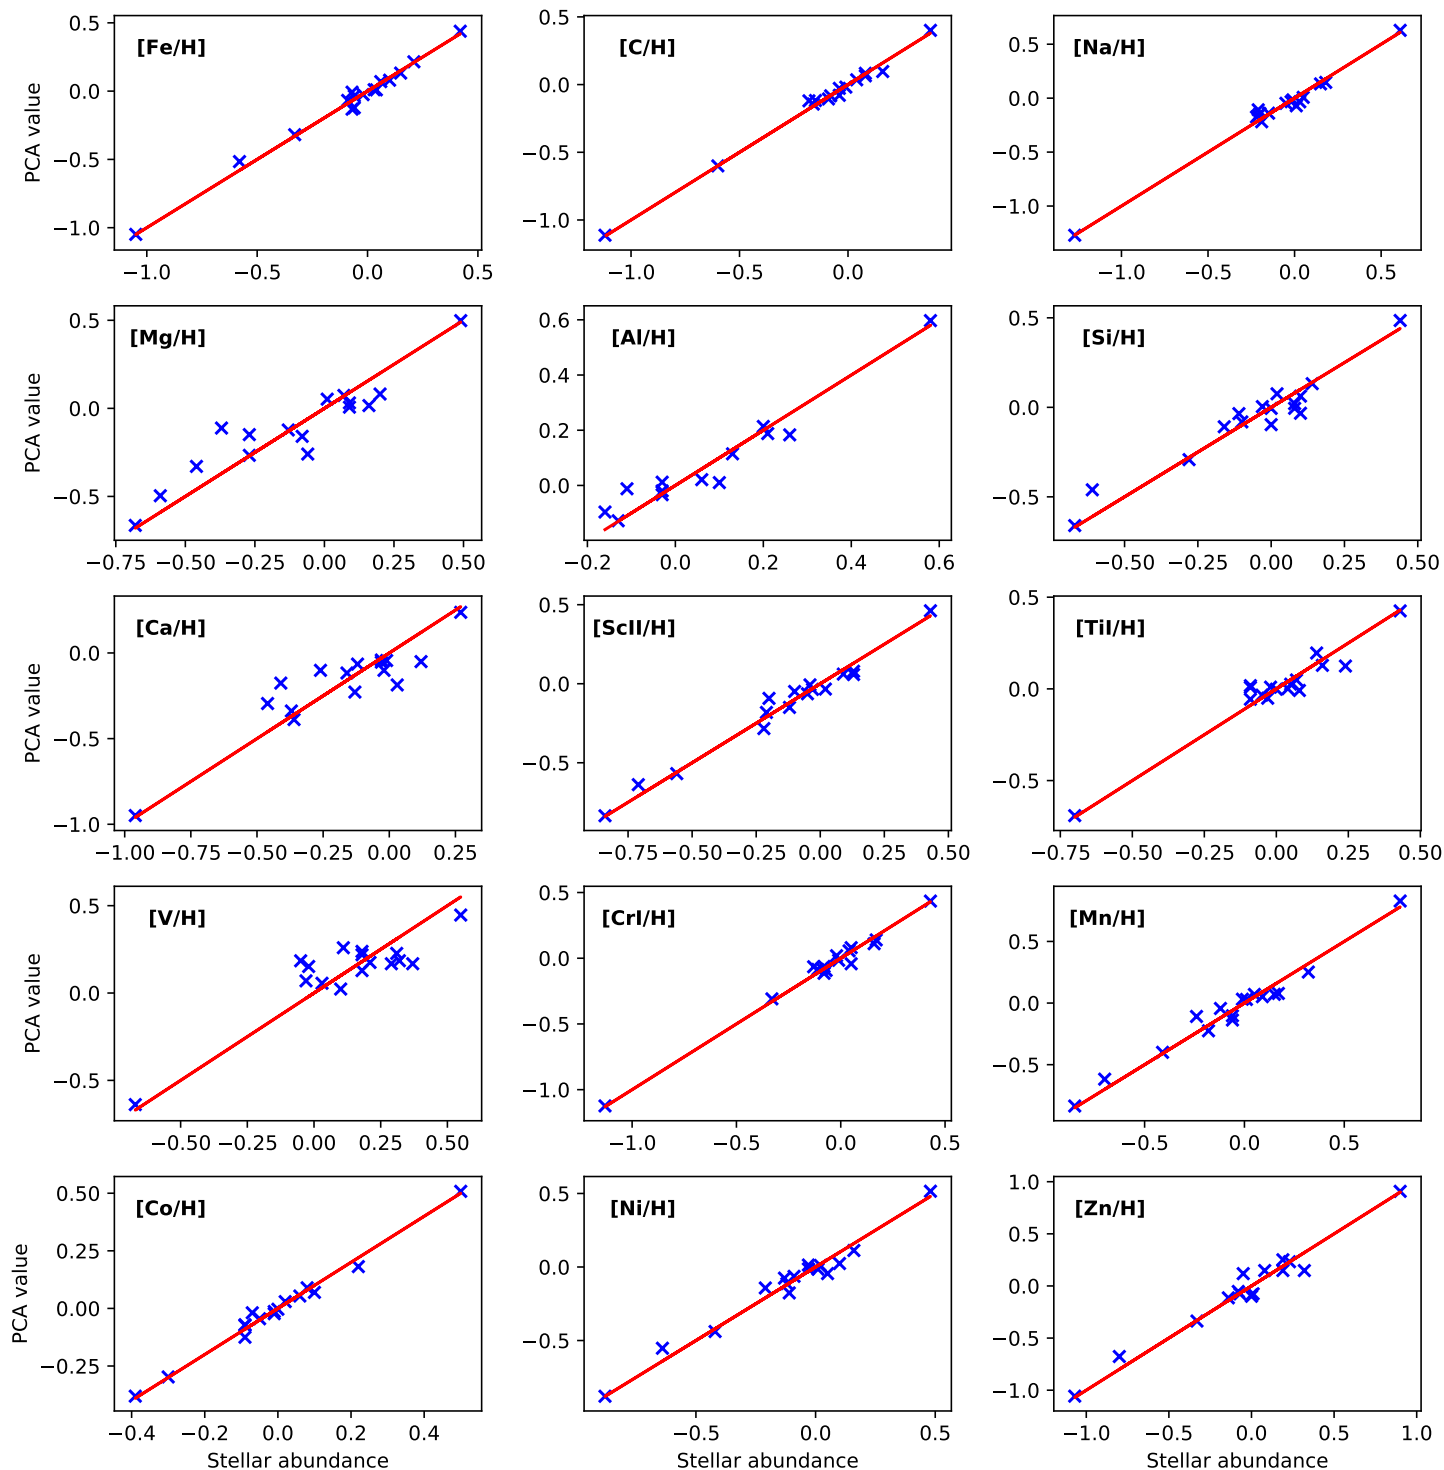 [Fe/H] [C/H] [Na/H]
PCA value
0.5 0.0 −0.5 −1.0
0.5 0.0 −0.5 −1.0
0.5 0.0 −0.5 −1.0
−1.0 −0.5 0.0 0.5
−1.0 −0.5 0.0
−1.0 −0.5 0.0 0.5
[Mg/H] [Al/H] [Si/H]
PCA value
0.5 0.0 −0.5
0.6 0.4 0.2 0.0
0.5 0.0 −0.5
−0.75 −0.50 −0.25 0.00 0.25 0.50
−0.2 0.0 0.2 0.4 0.6
−0.50 −0.25 0.00 0.25 0.50
[Ca/H] [ScII/H] [TiI/H]
PCA value
0.0 −0.5 −1.0
0.5 0.0 −0.5
0.5 0.0 −0.5
−1.00 −0.75 −0.50 −0.25 0.00 0.25
−0.75 −0.50 −0.25 0.00 0.25 0.50
−0.75 −0.50 −0.25 0.00 0.25 0.50
[V/H] [CrI/H] [Mn/H]
PCA value
0.5 0.0 −0.5
0.5 0.0 −0.5 −1.0
0.5 0.0 −0.5
−0.50 −0.25 0.00 0.25 0.50
−1.0 −0.5 0.0 0.5
−0.5 0.0 0.5
[Co/H] [Ni/H] [Zn/H]
PCA value
0.50 0.25 0.00 −0.25
0.5 0.0 −0.5
1.0 0.5 0.0 −0.5 −1.0
−0.4 −0.2 0.0 0.2 0.4
−0.5 0.0 0.5
−1.0 −0.5 0.0 0.5 1.0
Stellar abundance Stellar abundance Stellar abundance